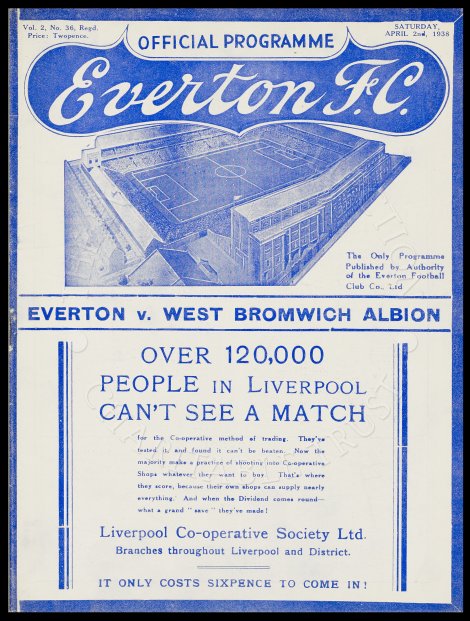 Vol. 2, No. 36, Regd.
Price: Twopence.
SATURDAY,
APRIL 2nd, 1938
OFFICIAL PROGRAMME
Everton F.C.
The Only Programme
Published by Authority
of the Everton Football
Club Co., Ltd
EVERTON v. WEST BROMWICH ALBION
OVER 120,000
PEOPLE IN LIVERPOOL
CAN'T SEE A MATCH
for the Co-operative method of trading. They've
tested it, and found it can't be beaten. Now the
majority make a practice of shooting into Co-operative
Shops whatever they want to buy. That's where
they score, because their own shops can supply nearly
everything. And when the Dividend comes round—
what a grand "save" they've made!
Liverpool Co-operative Society Ltd.
Branches throughout Liverpool and District.
IT ONLY COSTS SIXPENCE TO COME IN!